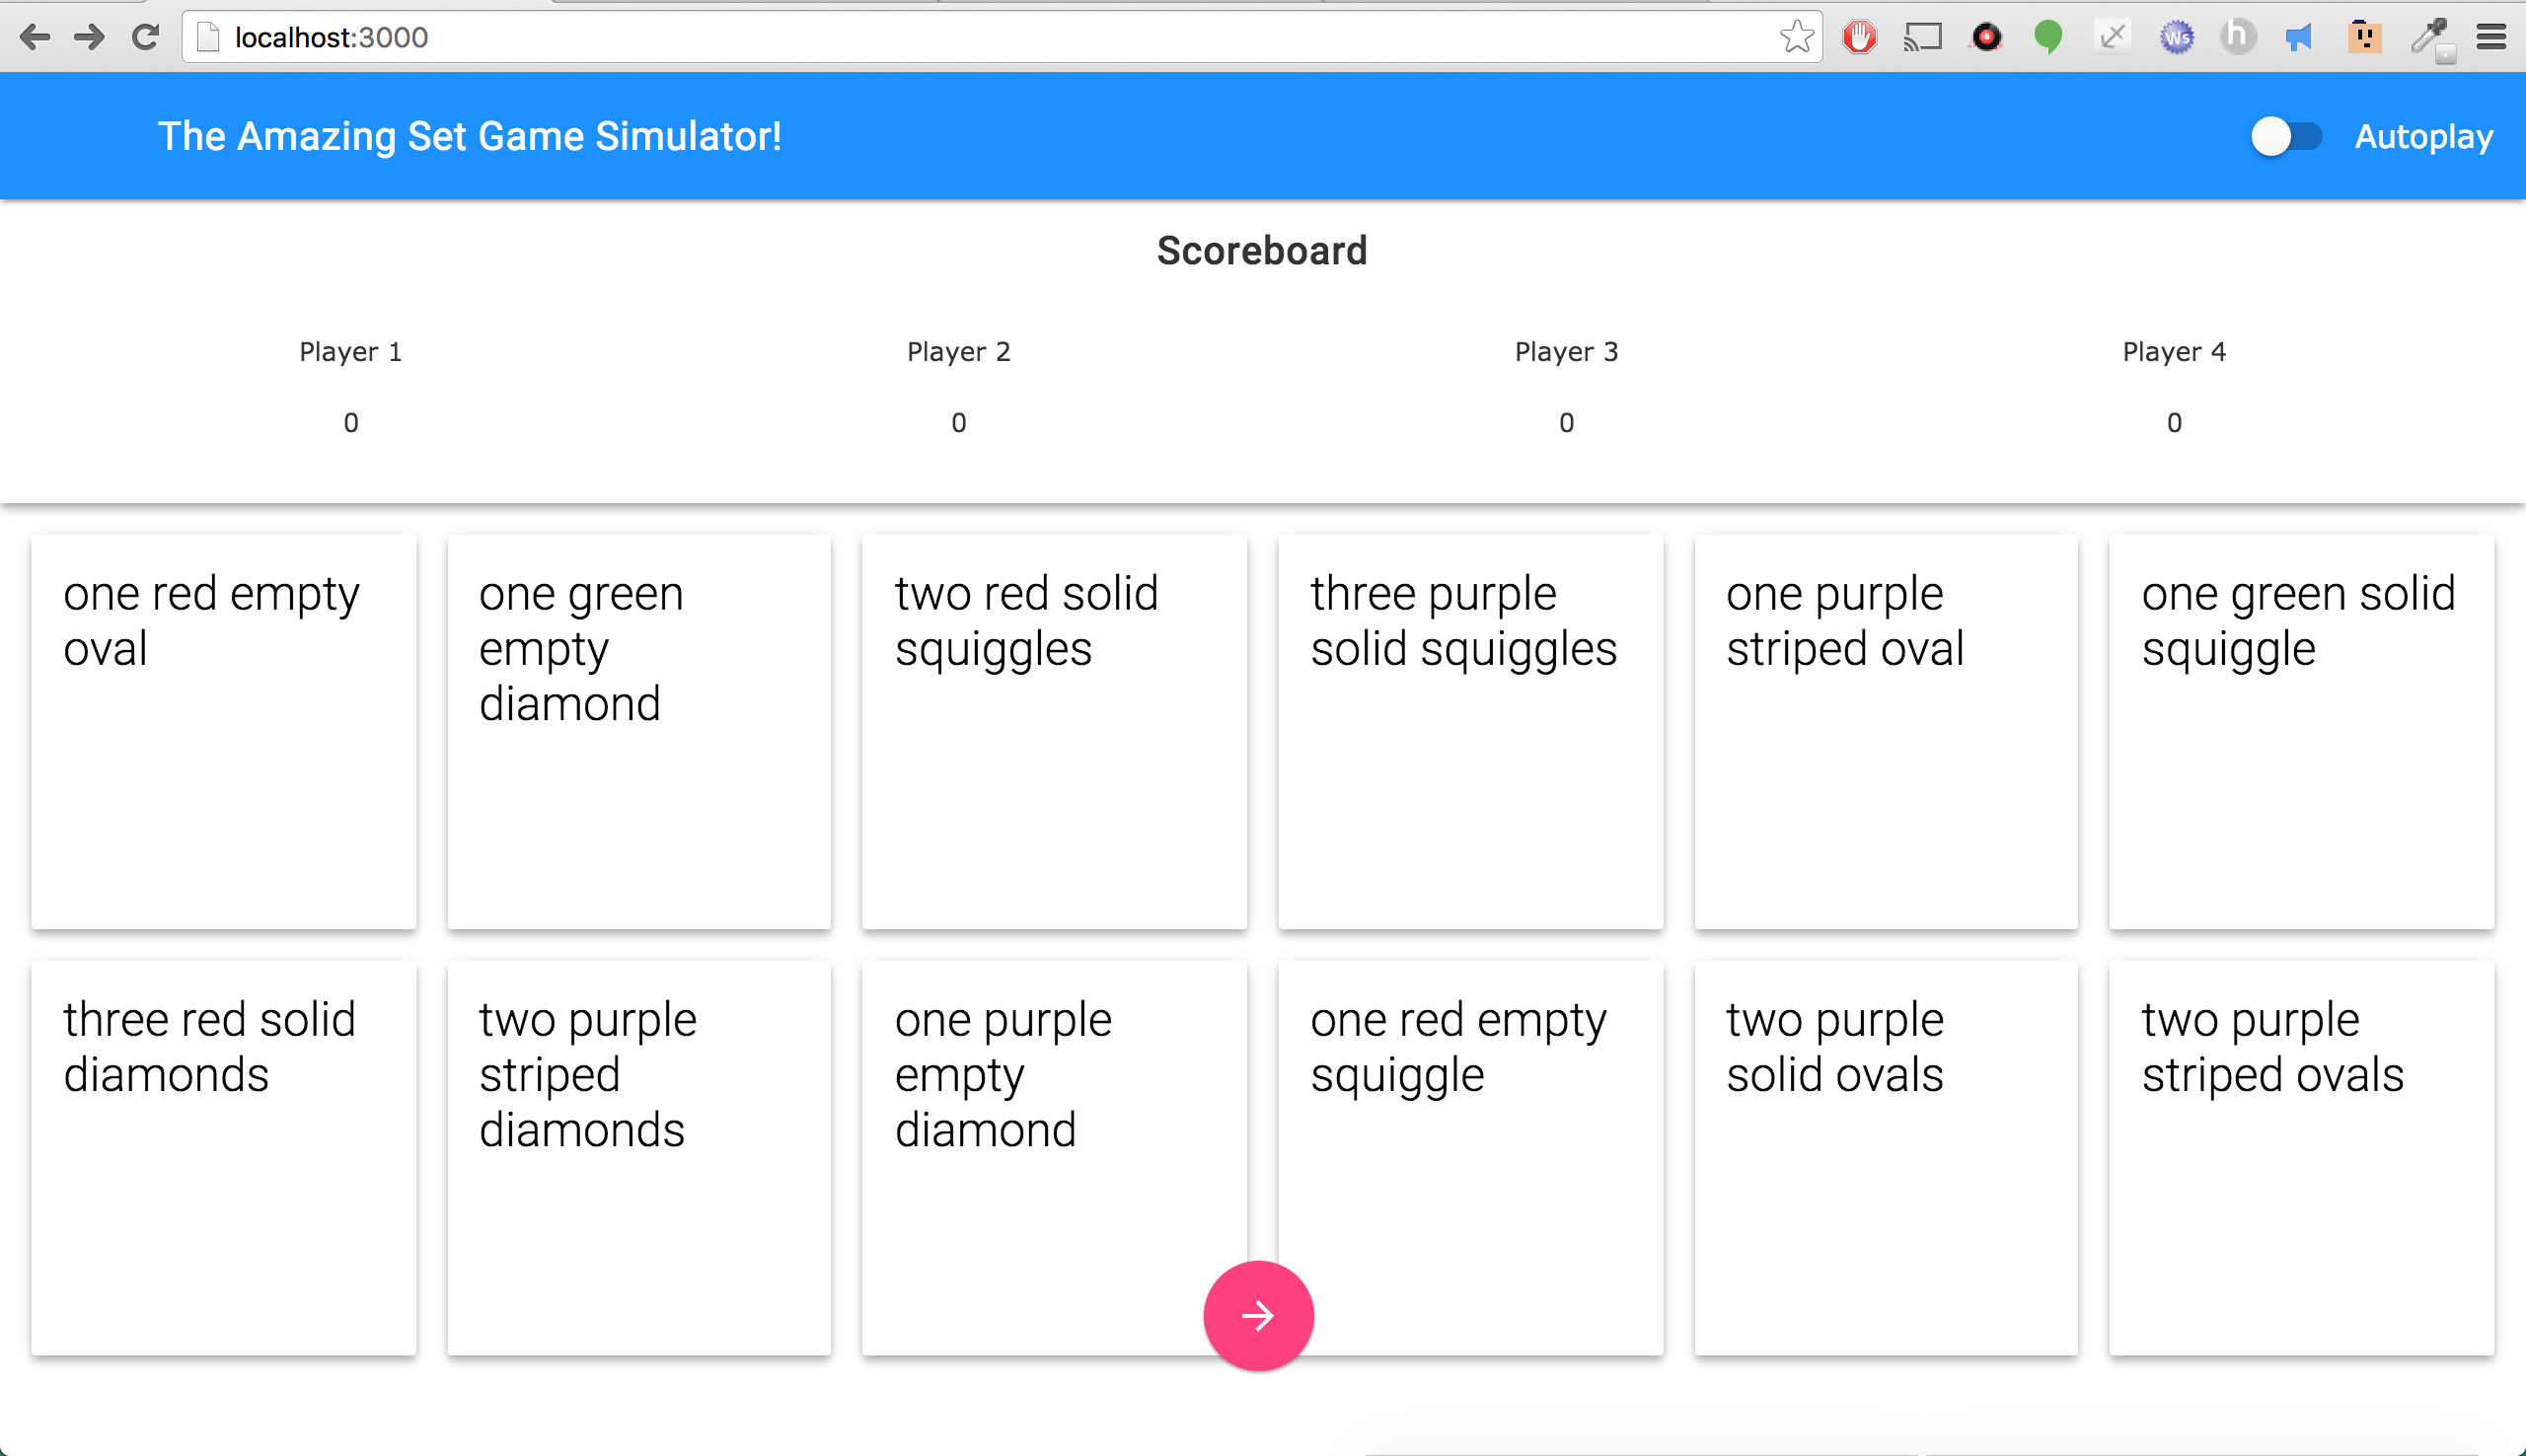 localhost:3000
Ws
h
The Amazing Set Game Simulator!
Autoplay
Scoreboard
Player 1
Player 2
Player 3
Player 4
0
0
0
0
one red empty
oval
one green
empty
diamond
two red solid
squiggles
three purple
solid squiggles
one purple
striped oval
one green solid
squiggle
three red solid
diamonds
two purple
striped
diamonds
one purple
empty
diamond
one red empty
squiggle
two purple
solid ovals
two purple
striped ovals